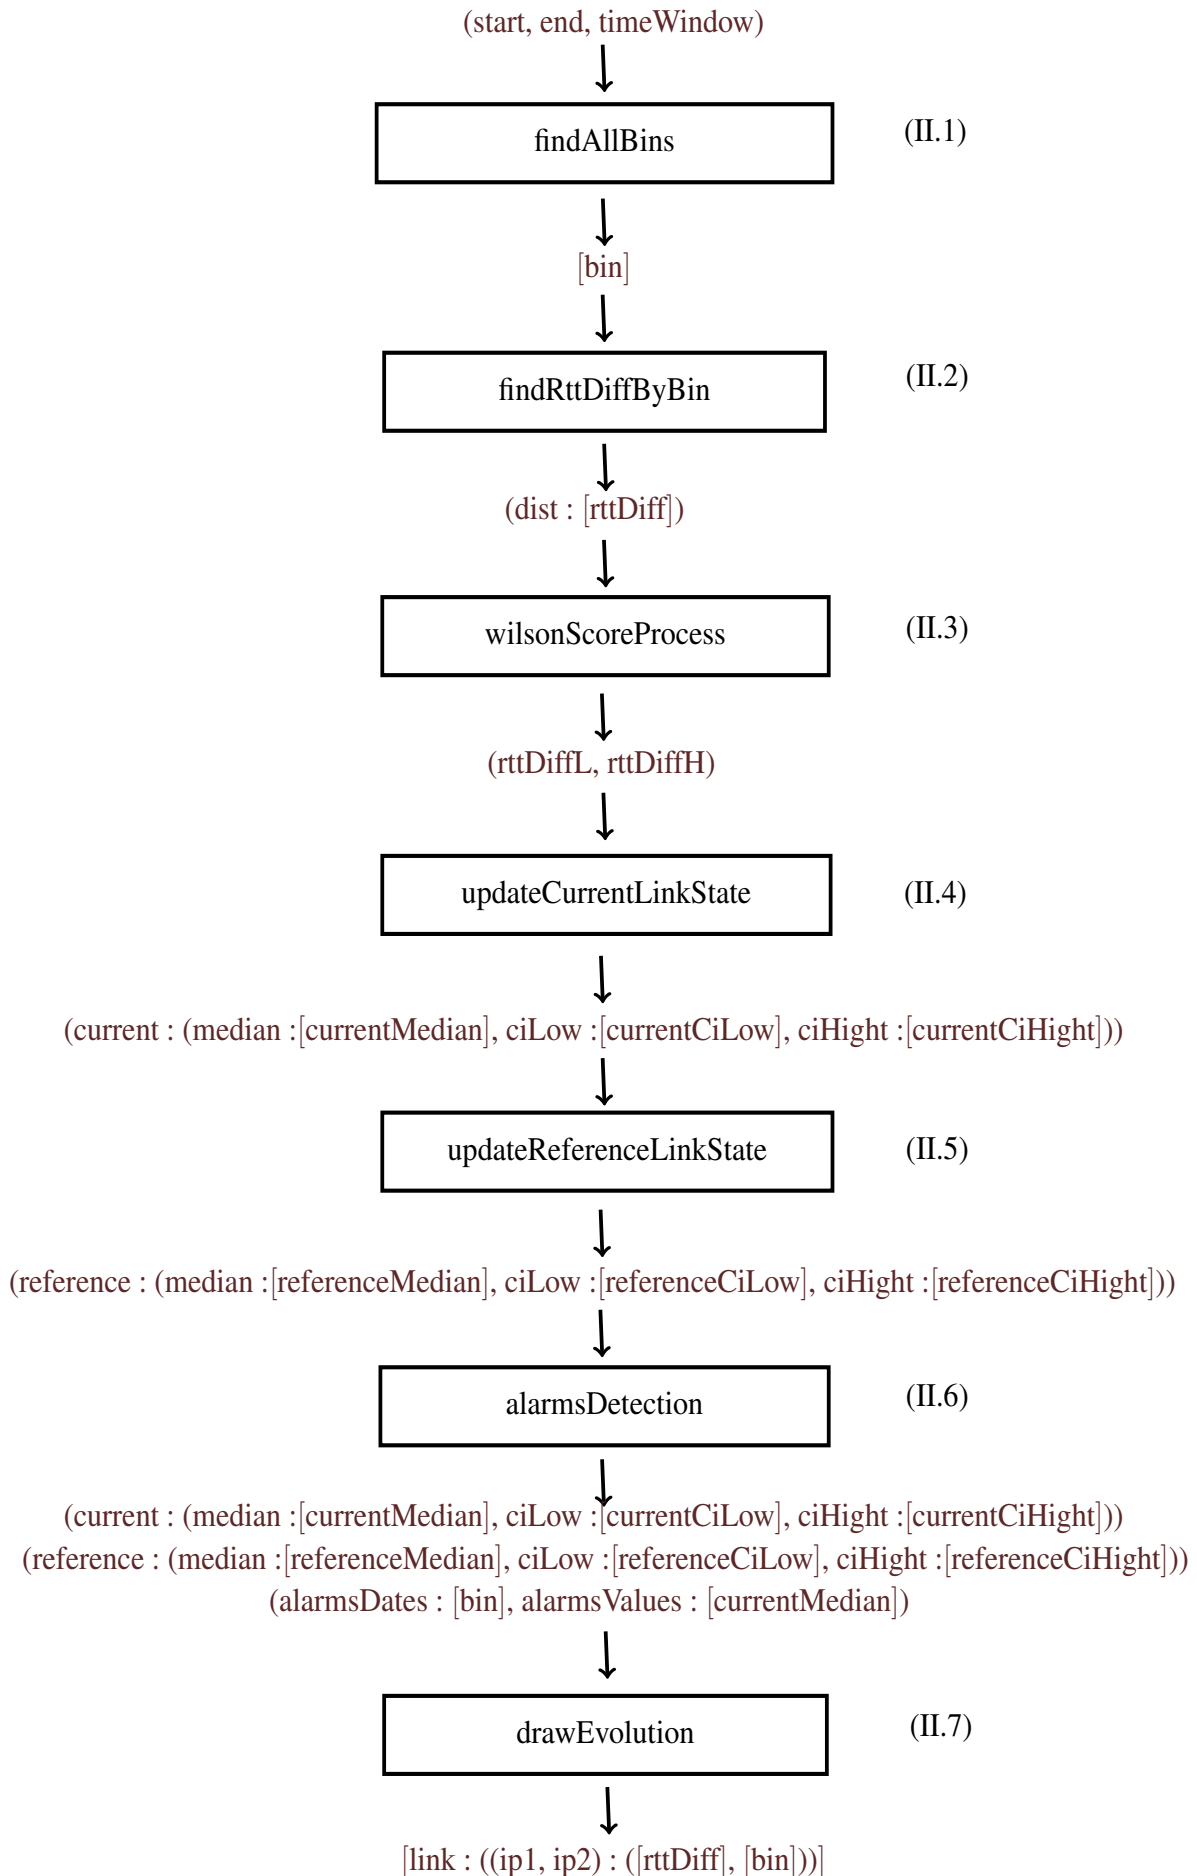 (start, end, timeWindow)
findAllBins (II.1)
[bin]
findRttDiffByBin (II.2)
(dist : [rttDiff])
wilsonScoreProcess (II.3)
(rttDiffL, rttDiffH)
updateCurrentLinkState (II.4)
(current : (median :[currentMedian], ciLow :[currentCiLow], ciHight :[currentCiHight]))
updateReferenceLinkState (II.5)
(reference : (median :[referenceMedian], ciLow :[referenceCiLow], ciHight :[referenceCiHight]))
alarmsDetection (II.6)
(current : (median :[currentMedian], ciLow :[currentCiLow], ciHight :[currentCiHight]))
(reference : (median :[referenceMedian], ciLow :[referenceCiLow], ciHight :[referenceCiHight]))
(alarmsDates : [bin], alarmsValues : [currentMedian])
drawEvolution (II.7)
[link : ((ip1, ip2) : ([rttDiff], [bin]))]